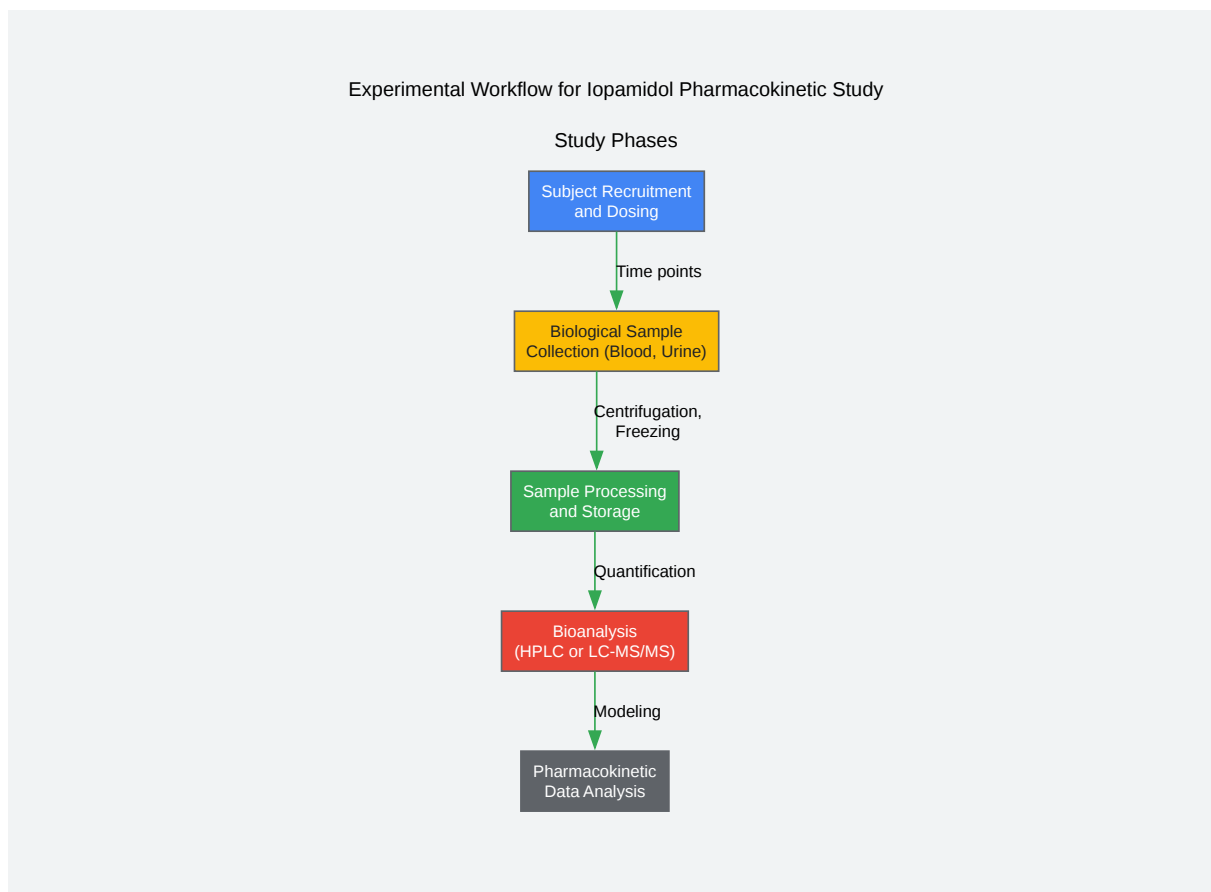 Experimental Workflow for Iopamidol Pharmacokinetic Study
Study Phases
Subject Recruitment
and Dosing
Time points
Biological Sample
Collection (Blood, Urine)
Centrifugation,
Freezing
Sample Processing
and Storage
Quantification
Bioanalysis
(HPLC or LC-MS/MS)
Modeling
Pharmacokinetic
Data Analysis